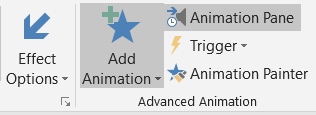 Effect
Options
Add
Animation
Animation Pane
Trigger
Animation Painter
Advanced Animation